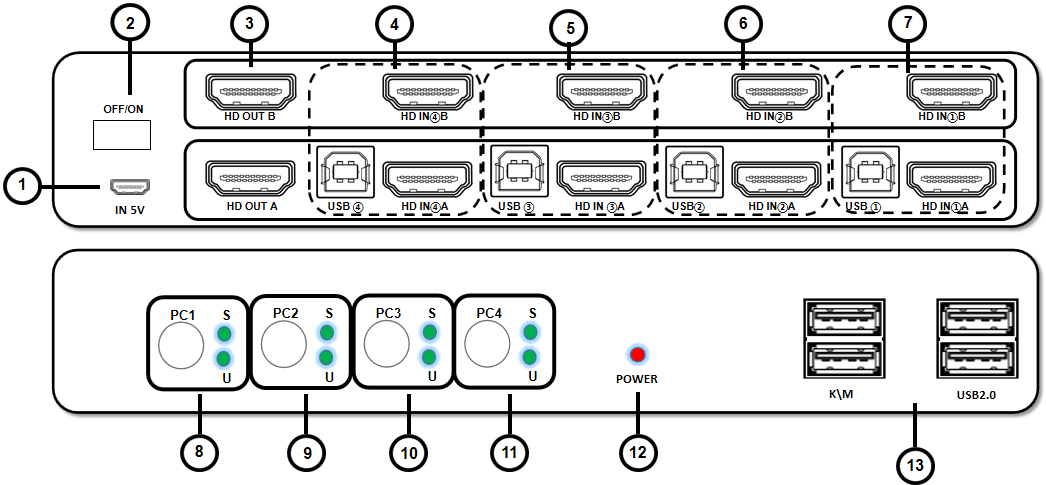 2 3 4 5 6 7
OFF/ON
HD OUT B HD IN④B HD IN③B HD IN②B HD IN①B
1
IN 5V
HD OUT A USB ④ HD IN④A USB ③ HD IN ③A USB② HD IN②A USB ① HD IN①A
PC1 S PC2 S PC3 S PC4 S
U U U U
POWER
K\M USB2.0
8 9 10 11 12 13